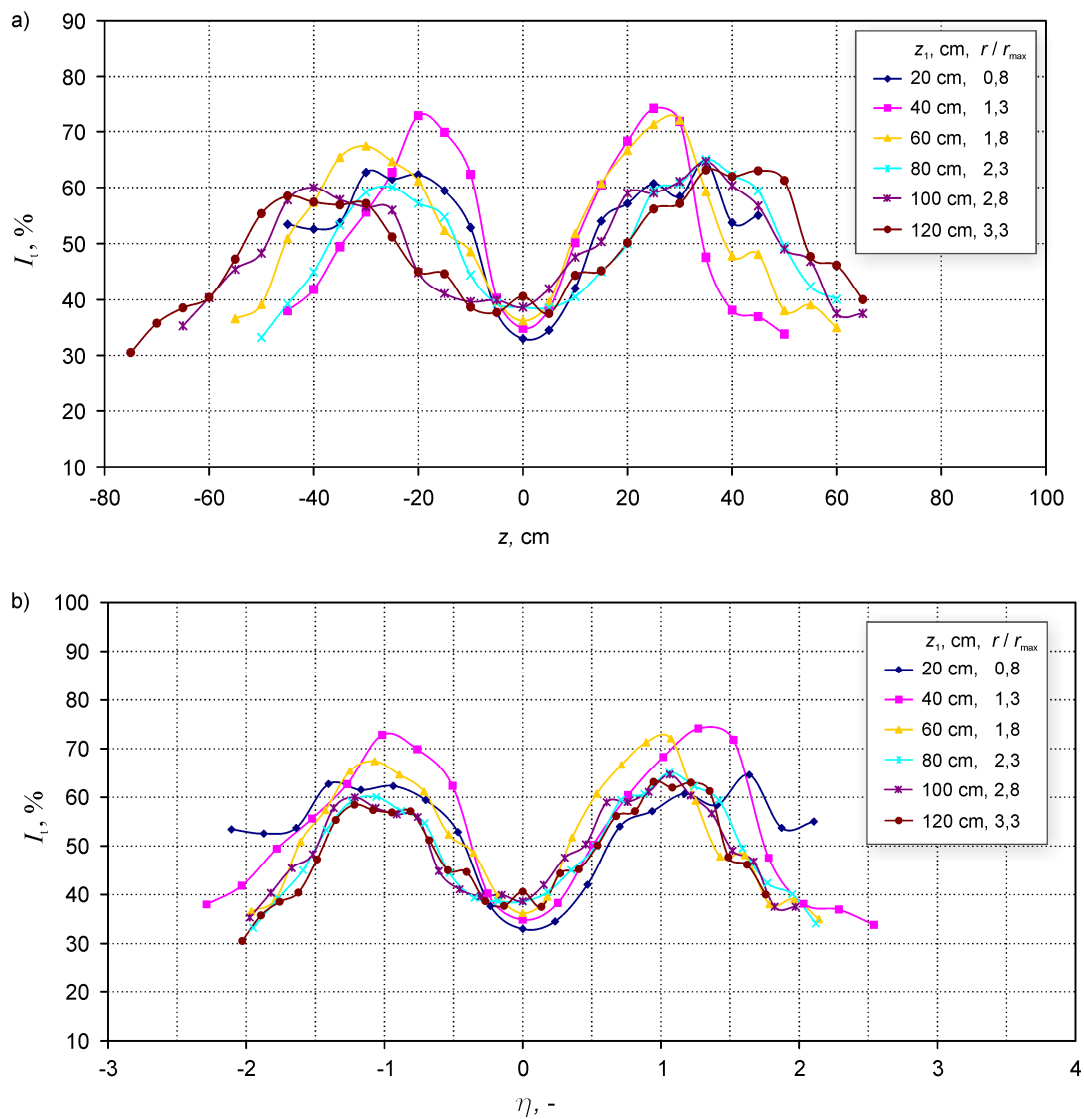 a)
90
80
70
60
50
40
30
20
10
I_t, %
-80 -60 -40 -20 0 20 40 60 80 100
z, cm
z₁, cm, r / r_max
20 cm, 0,8
40 cm, 1,3
60 cm, 1,8
80 cm, 2,3
100 cm, 2,8
120 cm, 3,3
b)
100
90
80
70
60
50
40
30
20
10
I_t, %
-3 -2 -1 0 1 2 3 4
η, -
z₁, cm, r / r_max
20 cm, 0,8
40 cm, 1,3
60 cm, 1,8
80 cm, 2,3
100 cm, 2,8
120 cm, 3,3